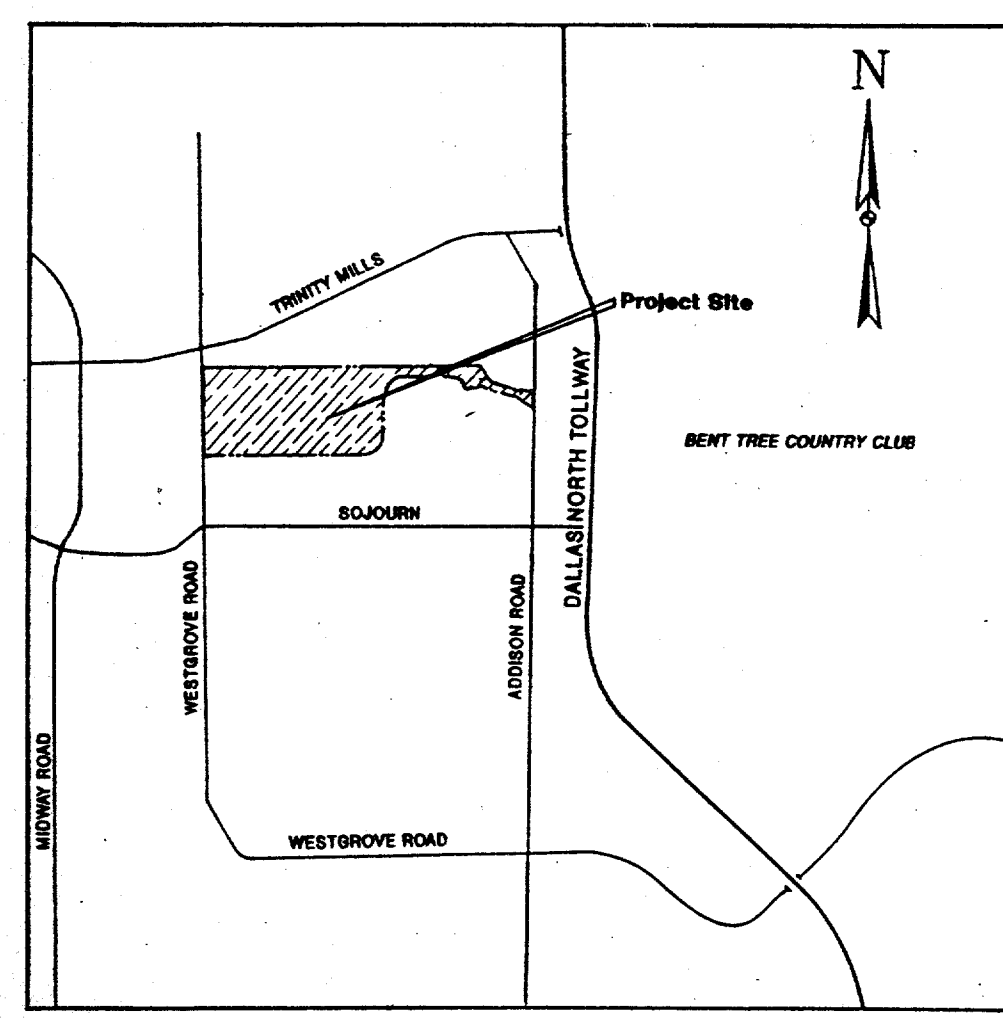 N
TRINITY MILLS
Project Site
DALLAS NORTH TOLLWAY
BENT TREE COUNTRY CLUB
SOJOURN
WESTGROVE ROAD
ADDISON ROAD
MIDWAY ROAD
WESTGROVE ROAD